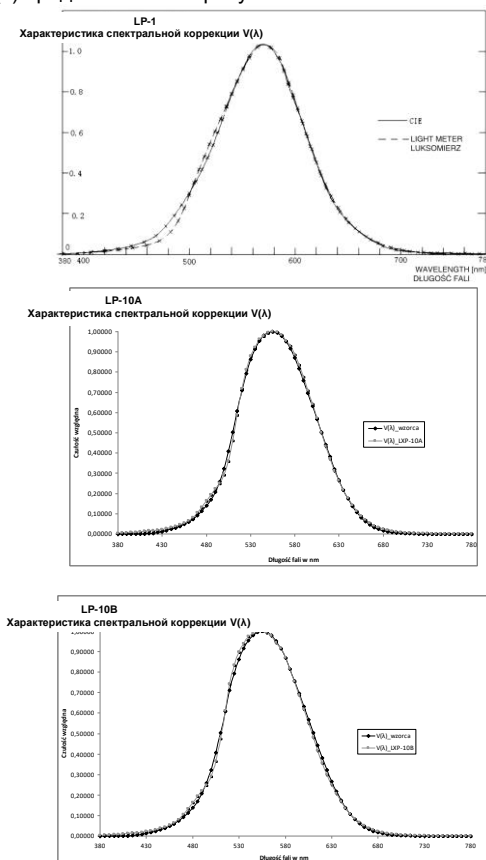 LP-1
Характеристика спектральной коррекции V(λ)
1. 0
0. 8
0. 6
0. 4
0. 2
0
CIE
LIGHT METER
LUKSOMIERZ
380 400 500 600 700 78
WAVELENGTH [nm]
DŁUGOŚĆ FALI
LP-10A
Характеристика спектральной коррекции V(λ)
1,00000
0,90000
0,80000
0,70000
0,60000
0,50000
0,40000
0,30000
0,20000
0,10000
0,00000
Czułość względna
V(λ)_wzorca
V(λ)_LXP-10A
380 430 480 530 580 630 680 730 780
Długość fali w nm
LP-10B
Характеристика спектральной коррекции V(λ)
1,00000
0,90000
0,80000
0,70000
0,60000
0,50000
0,40000
0,30000
0,20000
0,10000
0,00000
Czułość względna
V(λ)_wzorca
V(λ)_LXP-10B
380 430 480 530 580 630 680 730 780
Długość fali w nm